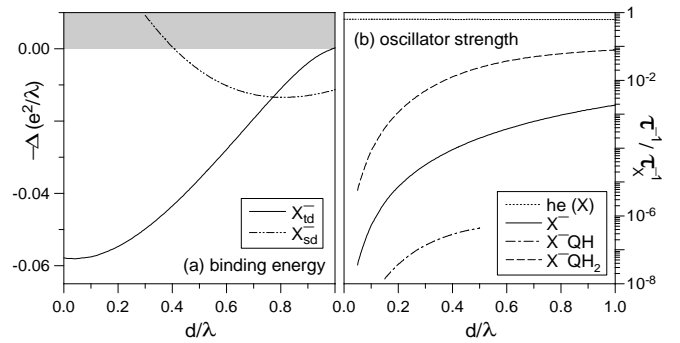 0.00
-0.02
-0.04
-0.06
−Δ (e²/λ)
X⁻td
X⁻sd
(a) binding energy
0.0 0.2 0.4 0.6 0.8
d/λ
(b) oscillator strength
he (X)
X⁻
X⁻QH
X⁻QH₂
0.0 0.2 0.4 0.6 0.8 1.0
d/λ
1
10⁻²
10⁻⁴
10⁻⁶
10⁻⁸
τ⁻¹ / τX⁻¹